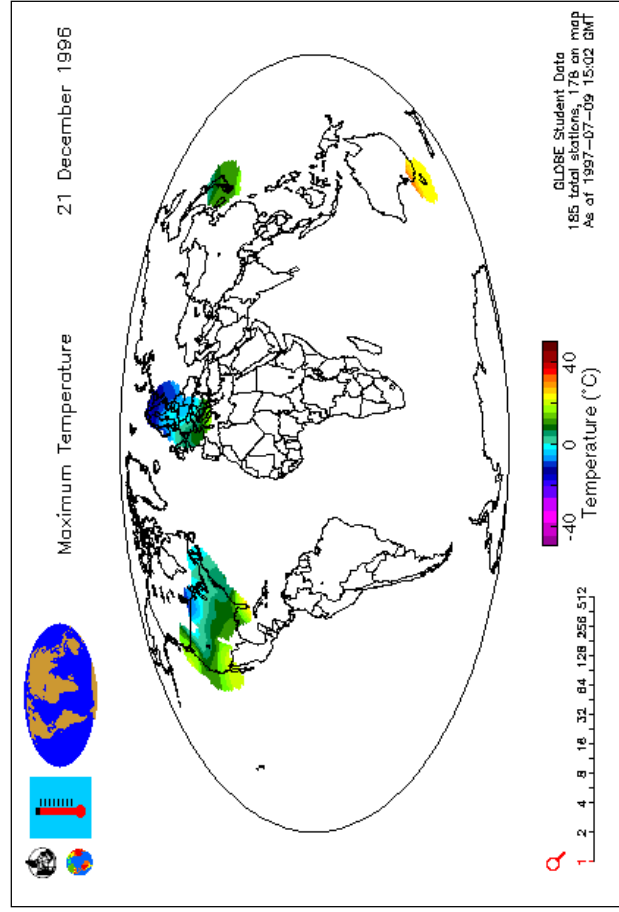 Maximum Temperature
21 December 1996
1 2 4 8 16 32 64 128 256 512
-40 0 40
Temperature (°C)
GLOBE Student Data
185 total stations, 178 on map
As of 1997-07-09 15:02 GMT